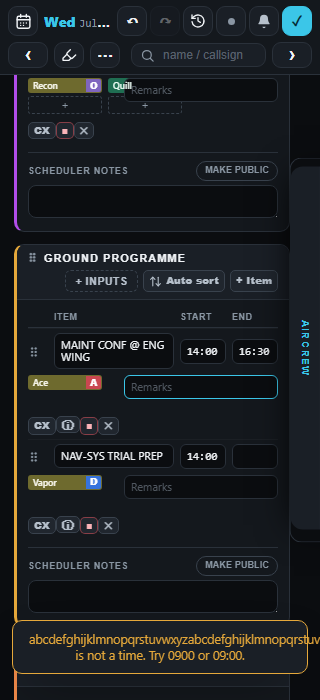 Wed Jul...
name / callsign
Recon O Quill Remarks
+ +
CX
SCHEDULER NOTES MAKE PUBLIC
GROUND PROGRAMME
+ INPUTS Auto sort + Item
ITEM START END
MAINT CONF @ ENG WING 14:00 16:30
Ace A Remarks
CX
NAV-SYS TRIAL PREP 14:00
Vapor D Remarks
CX
SCHEDULER NOTES MAKE PUBLIC
AIRCREW
abcdefghijklmnopqrstuvwxyzabcdefghijklmnopqrstuv
is not a time. Try 0900 or 09:00.